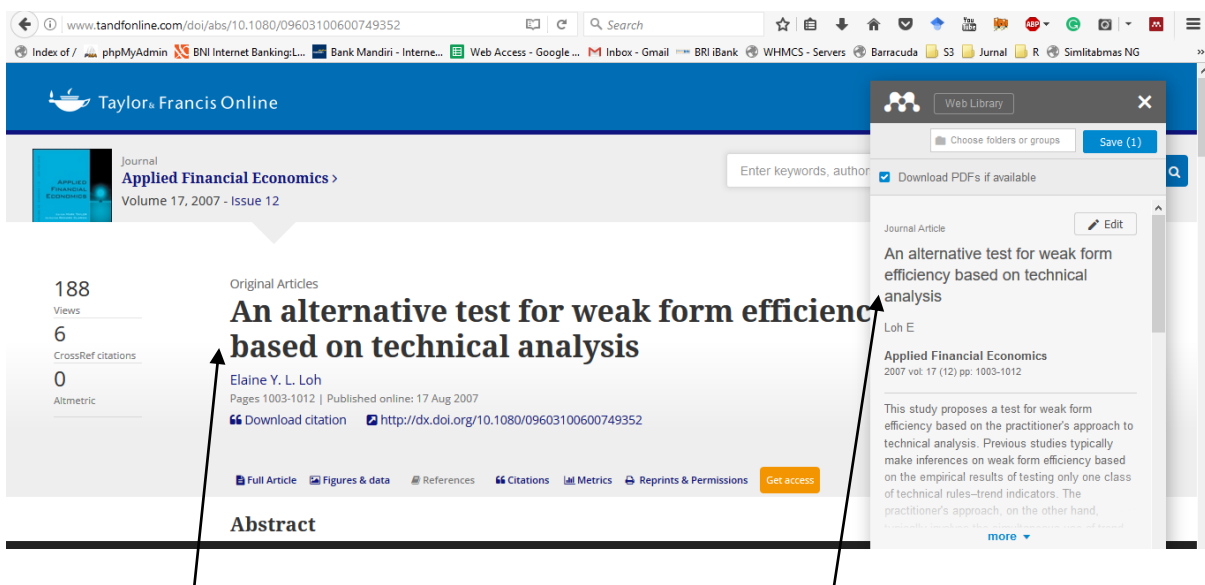 www.tandfonline.com/doi/abs/10.1080/09603100600749352
Search
You Tube
ABP
Index of /
phpMyAdmin
BNI Internet Banking:L...
Bank Mandiri - Interne...
Web Access - Google ...
Inbox - Gmail
BRI iBank
WHMCS - Servers
Barracuda
S3
Jurnal
R
Simlitabmas NG
»
Taylor & Francis Online
Journal
Applied Financial Economics >
Volume 17, 2007 - Issue 12
APPLIED
FINANCIAL
ECONOMICS
Enter keywords, author
188
Views
6
CrossRef citations
0
Altmetric
Original Articles
An alternative test for weak form efficienc
based on technical analysis
Elaine Y. L. Loh
Pages 1003-1012 | Published online: 17 Aug 2007
Download citation http://dx.doi.org/10.1080/09603100600749352
Full Article Figures & data References Citations Metrics Reprints & Permissions Get access
Abstract
Web Library
Choose folders or groups
Save (1)
Download PDFs if available
Journal Article
Edit
An alternative test for weak form
efficiency based on technical
analysis
Loh E
Applied Financial Economics
2007 vol: 17 (12) pp: 1003-1012
This study proposes a test for weak form
efficiency based on the practitioner's approach to
technical analysis. Previous studies typically
make inferences on weak form efficiency based
on the empirical results of testing only one class
of technical rules–trend indicators. The
practitioner's approach, on the other hand,
more